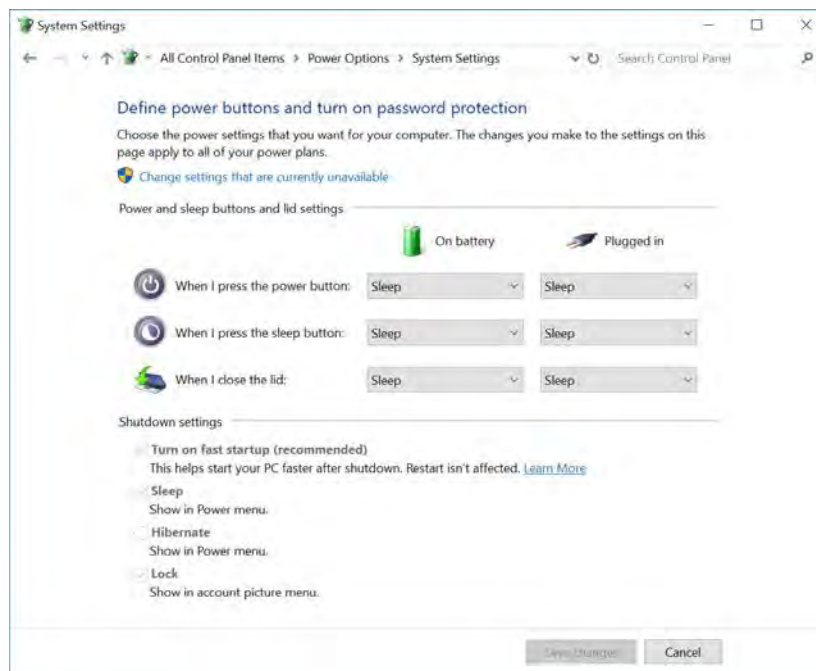 System Settings
All Control Panel Items > Power Options > System Settings
Search Control Panel
Define power buttons and turn on password protection
Choose the power settings that you want for your computer. The changes you make to the settings on this
page apply to all of your power plans.
Change settings that are currently unavailable
Power and sleep buttons and lid settings
On battery Plugged in
When I press the power button: Sleep Sleep
When I press the sleep button: Sleep Sleep
When I close the lid: Sleep Sleep
Shutdown settings
Turn on fast startup (recommended)
This helps start your PC faster after shutdown. Restart isn't affected. Learn More
Sleep
Show in Power menu.
Hibernate
Show in Power menu.
Lock
Show in account picture menu.
Save changes Cancel